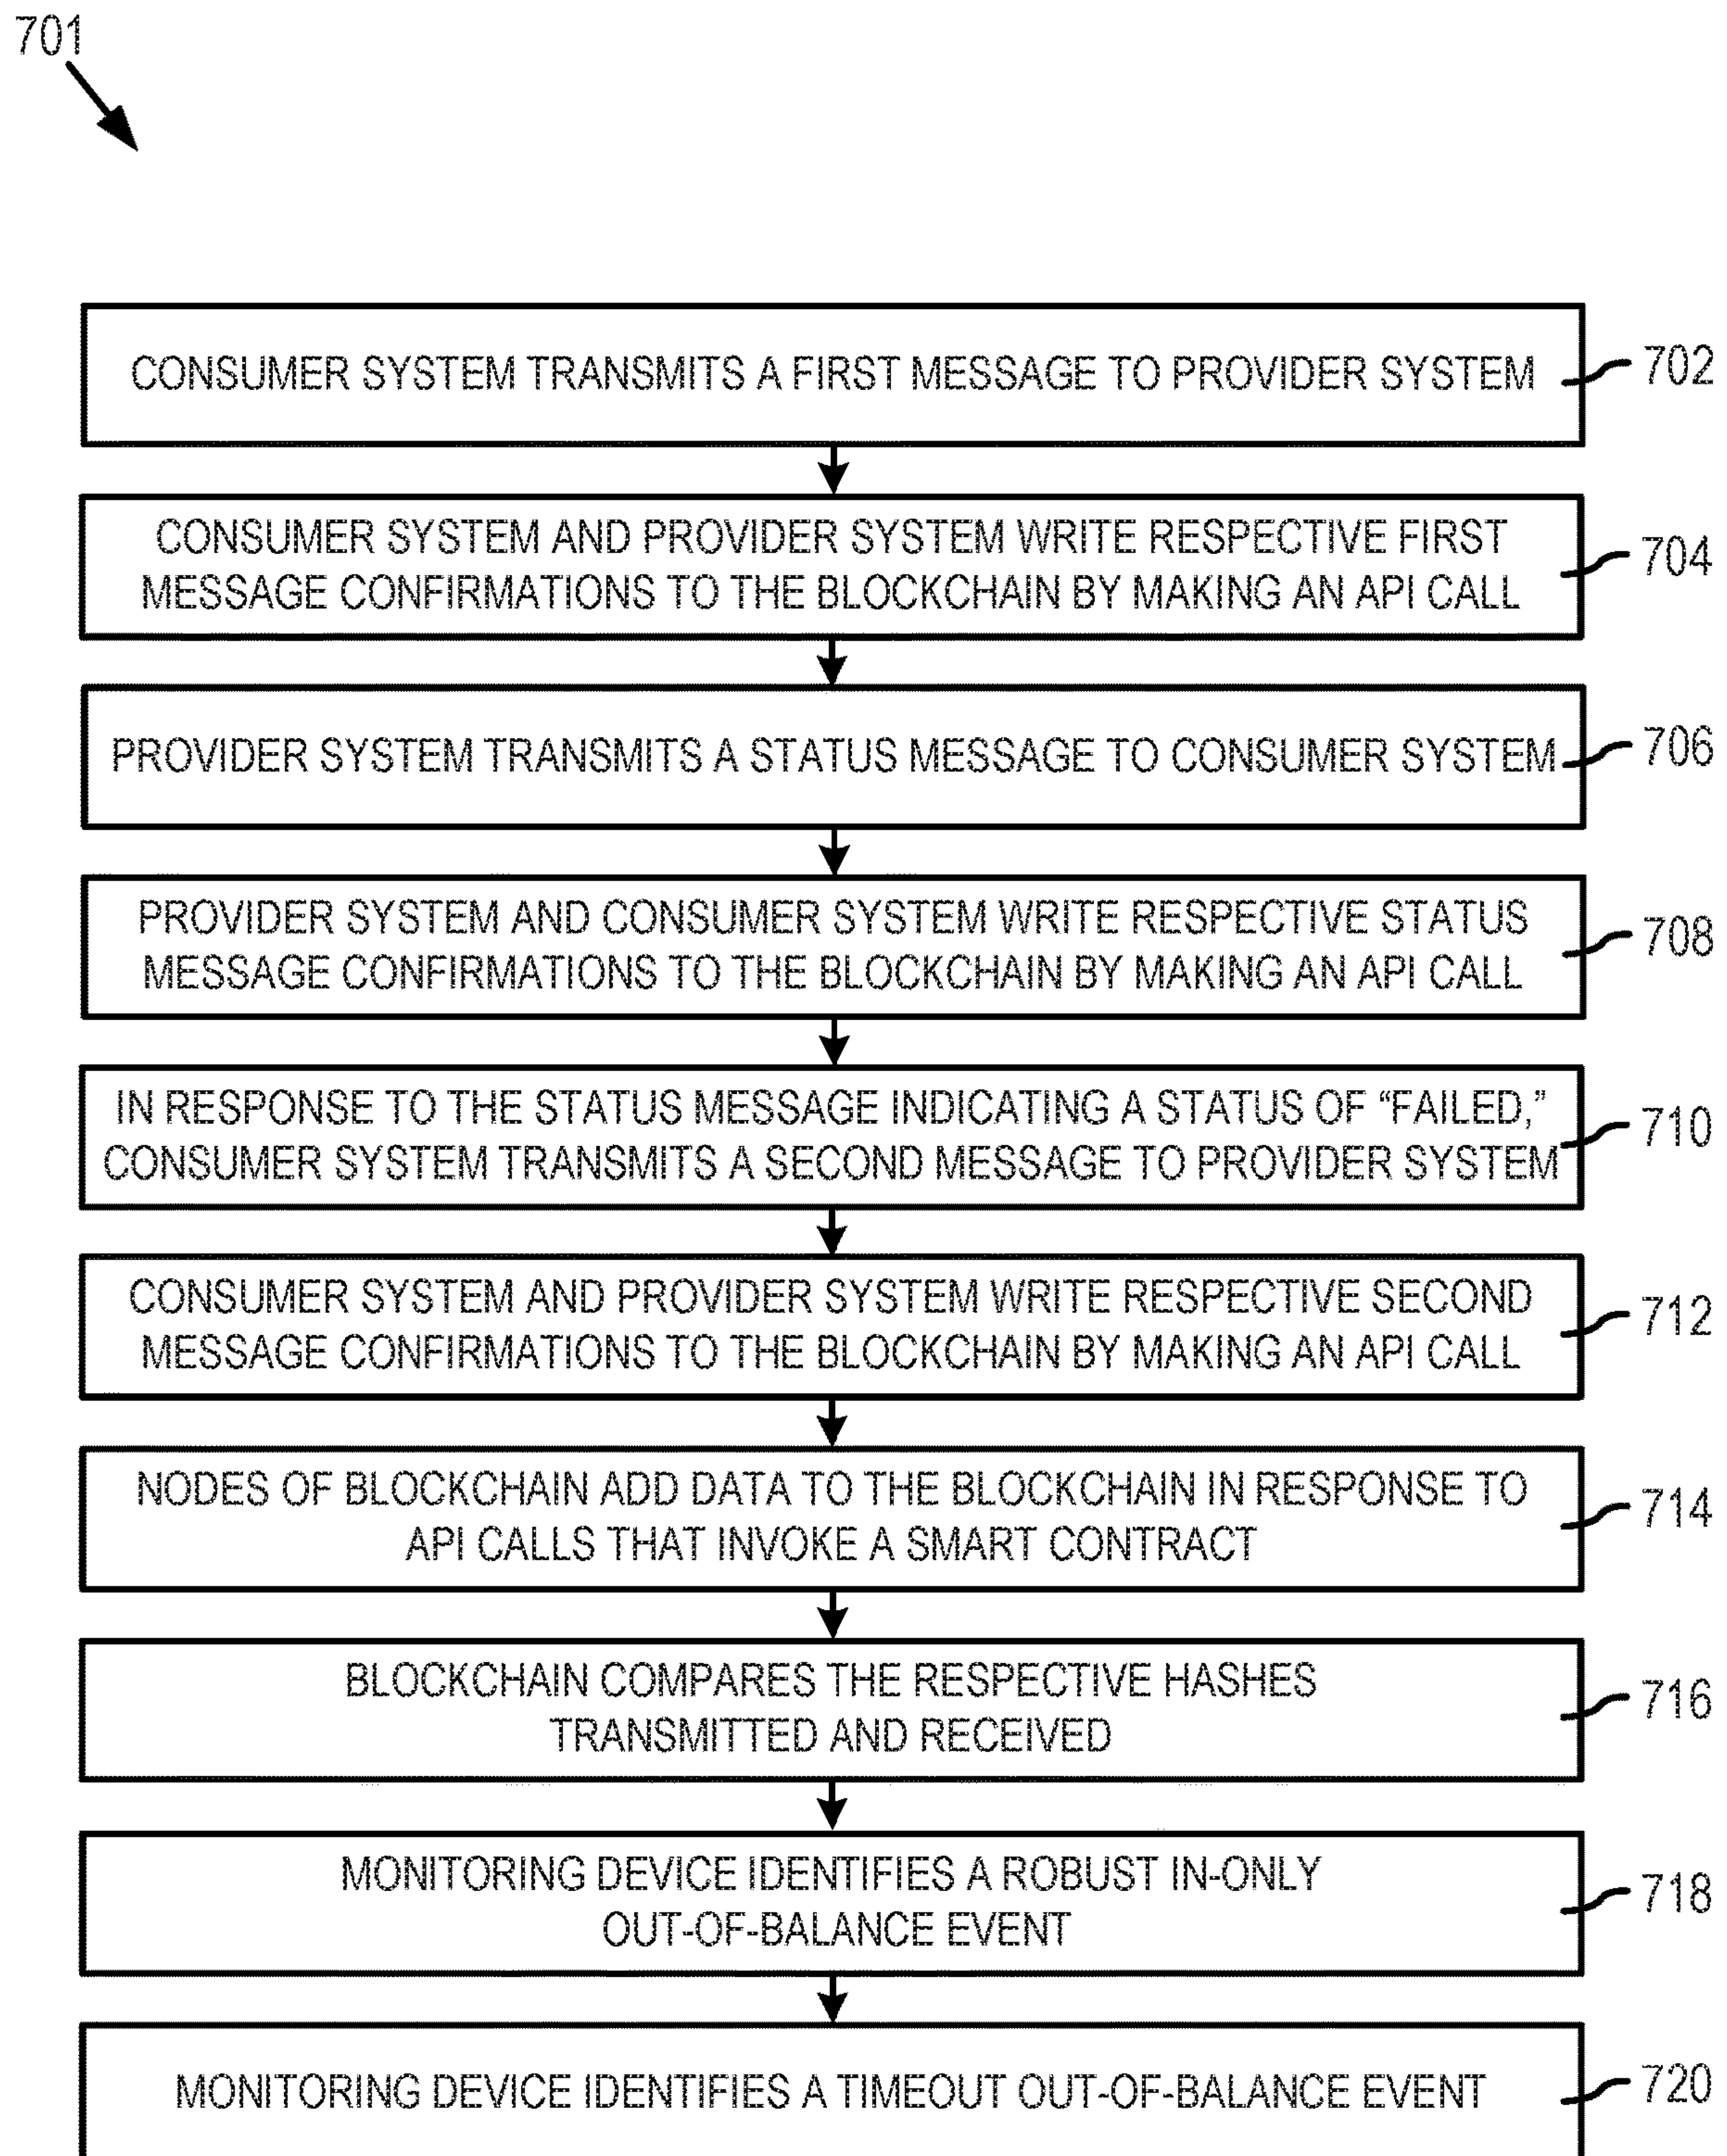 701
CONSUMER SYSTEM TRANSMITS A FIRST MESSAGE TO PROVIDER SYSTEM
702
CONSUMER SYSTEM AND PROVIDER SYSTEM WRITE RESPECTIVE FIRST
MESSAGE CONFIRMATIONS TO THE BLOCKCHAIN BY MAKING AN API CALL
704
PROVIDER SYSTEM TRANSMITS A STATUS MESSAGE TO CONSUMER SYSTEM
706
PROVIDER SYSTEM AND CONSUMER SYSTEM WRITE RESPECTIVE STATUS
MESSAGE CONFIRMATIONS TO THE BLOCKCHAIN BY MAKING AN API CALL
708
IN RESPONSE TO THE STATUS MESSAGE INDICATING A STATUS OF “FAILED,”
CONSUMER SYSTEM TRANSMITS A SECOND MESSAGE TO PROVIDER SYSTEM
710
CONSUMER SYSTEM AND PROVIDER SYSTEM WRITE RESPECTIVE SECOND
MESSAGE CONFIRMATIONS TO THE BLOCKCHAIN BY MAKING AN API CALL
712
NODES OF BLOCKCHAIN ADD DATA TO THE BLOCKCHAIN IN RESPONSE TO
API CALLS THAT INVOKE A SMART CONTRACT
714
BLOCKCHAIN COMPARES THE RESPECTIVE HASHES
TRANSMITTED AND RECEIVED
716
MONITORING DEVICE IDENTIFIES A ROBUST IN-ONLY
OUT-OF-BALANCE EVENT
718
MONITORING DEVICE IDENTIFIES A TIMEOUT OUT-OF-BALANCE EVENT
720